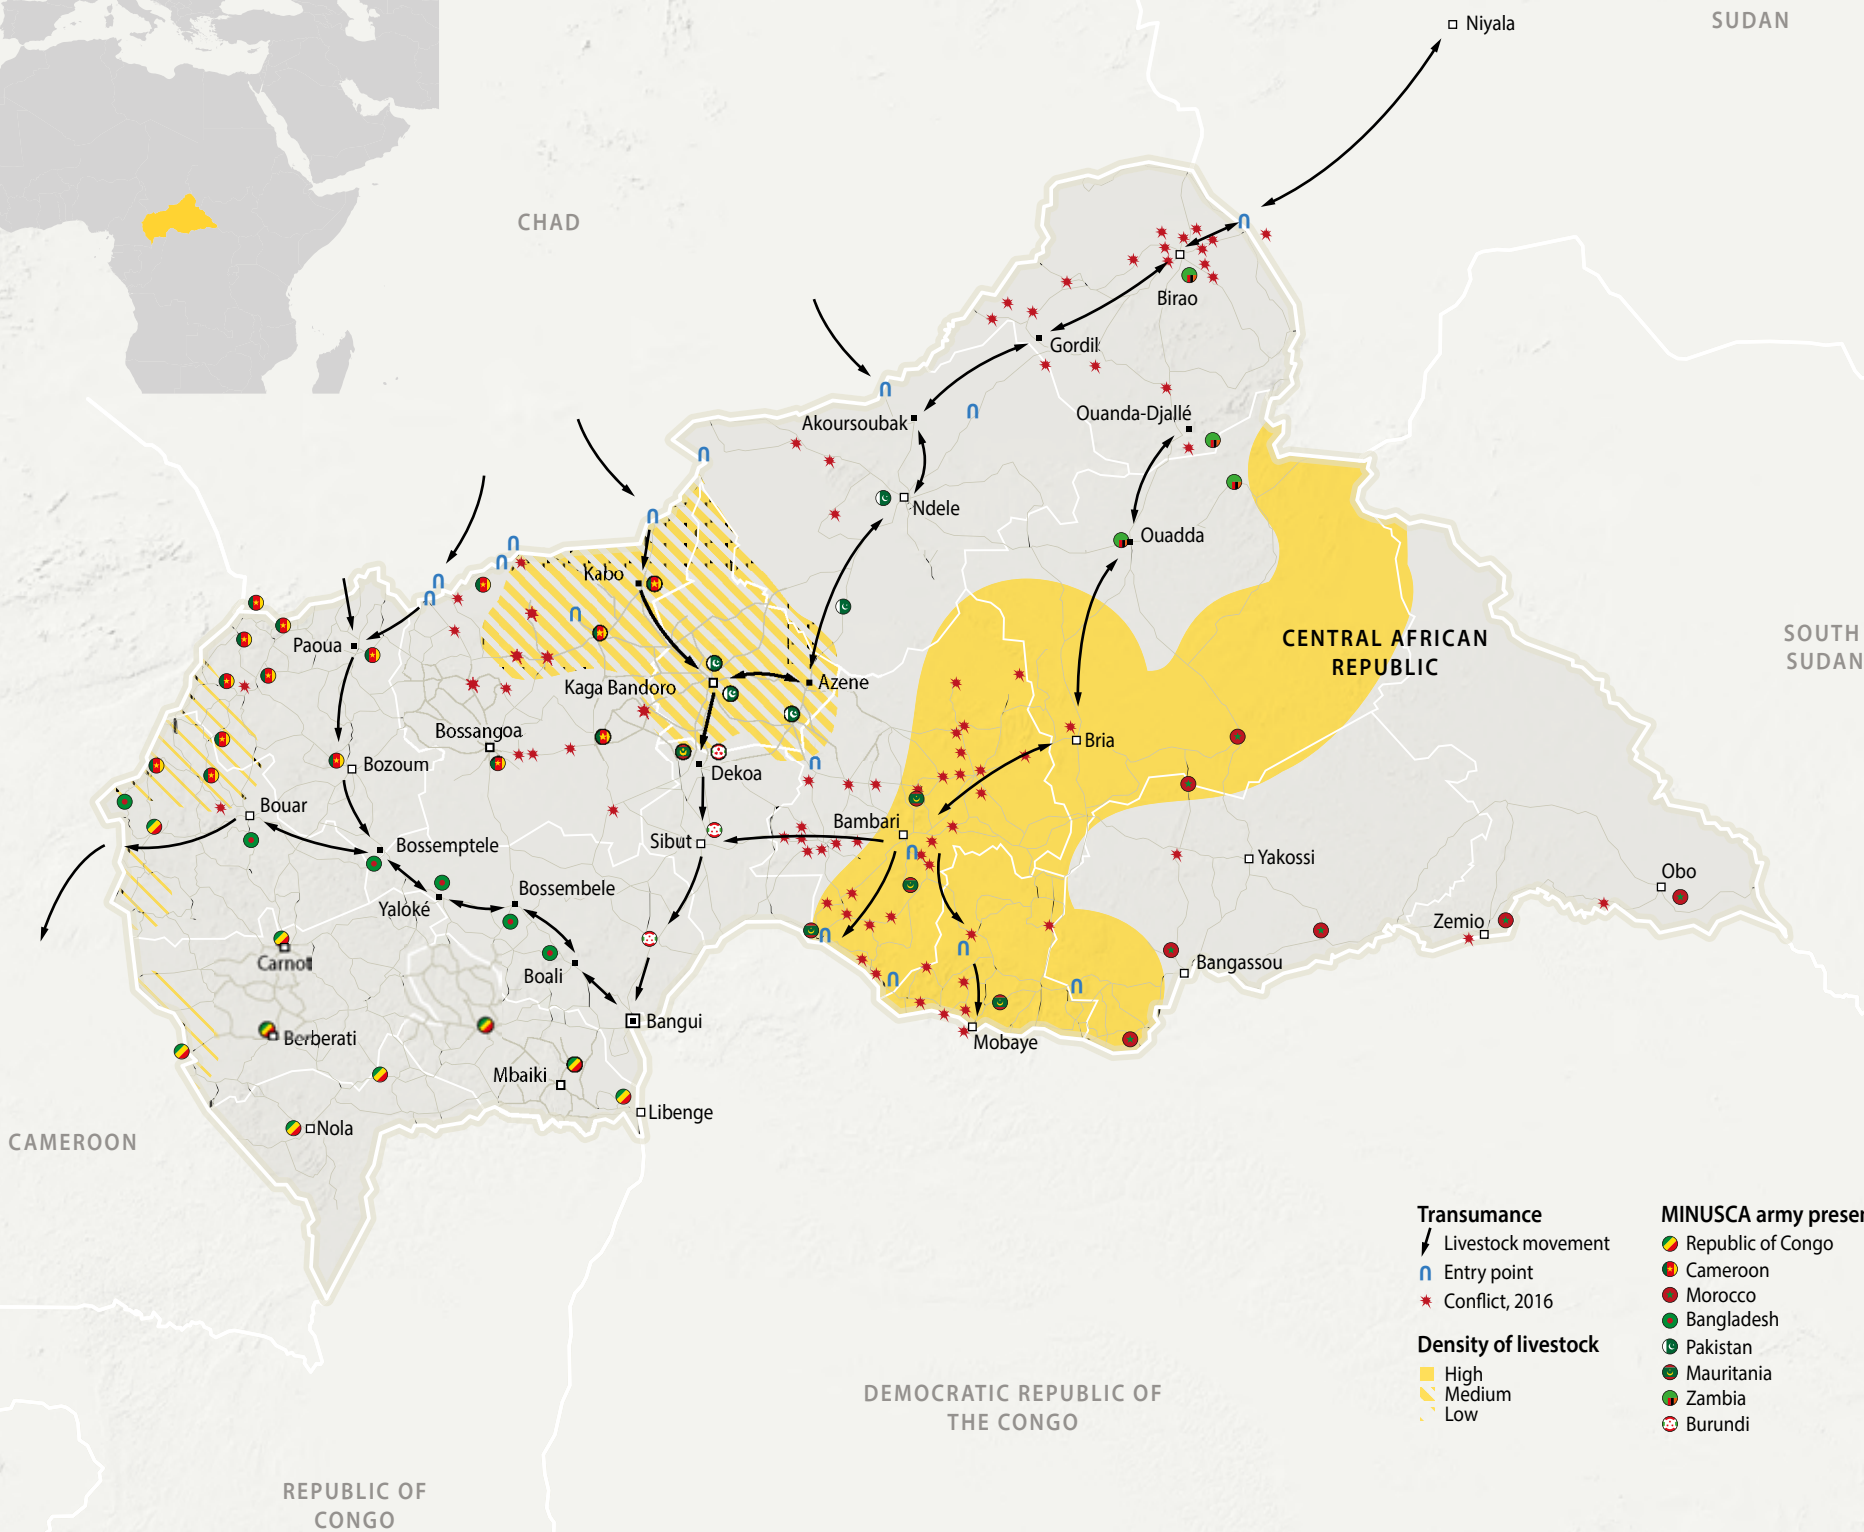 Niyala
SUDAN
CHAD
Birao
Gordil
Ouanda-Djallé
Akoursoubak
Ndele
Ouadda
Kabo
CENTRAL AFRICAN
REPUBLIC
SOUTH
SUDAN
Paoua
Kaga Bandoro
Azene
Bossangoa
Bria
Bozoum
Dekoa
Bouar
Bambari
Sibut
Bossemptele
Yakossi
Obo
Bossembele
Yaloké
Zemio
Carnot
Boali
Bangassou
Bangui
Berberati
Mobaye
Mbaiki
Libenge
Nola
CAMEROON
Transumance
Livestock movement
Entry point
Conflict, 2016
Density of livestock
High
Medium
Low
MINUSCA army preser
Republic of Congo
Cameroon
Morocco
Bangladesh
Pakistan
Mauritania
Zambia
Burundi
DEMOCRATIC REPUBLIC OF
THE CONGO
REPUBLIC OF
CONGO